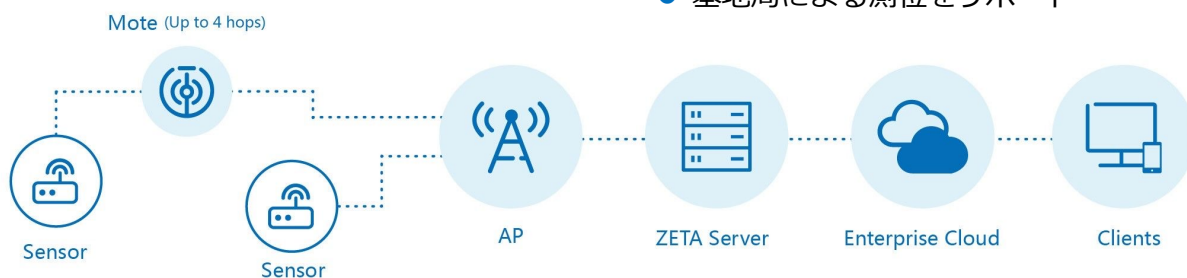 ● 基地局による測位をサポート
Mote (Up to 4 hops)
Sensor
Sensor
AP
ZETA Server
Enterprise Cloud
Clients